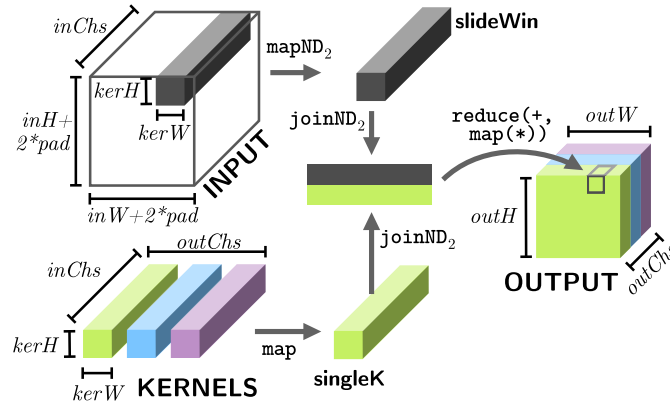 inChs
slideWin
mapND2
kerH
inH+
2*pad
kerW
INPUT
joinND2
reduce(+,
map(*))
outW
inW+2*pad
outH
joinND2
outChs
inChs
outChs
OUTPUT
kerH
map
kerW
KERNELS
singleK